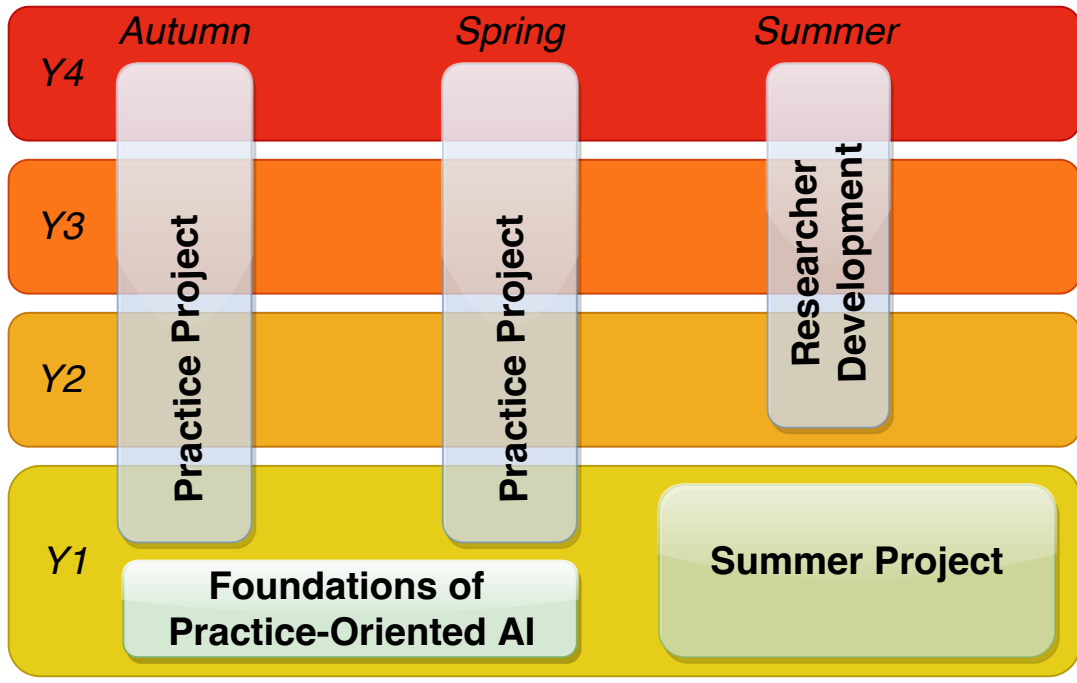 Autumn
Spring
Summer
Y4
Y3
Y2
Y1
Practice Project
Practice Project
Researcher
Development
Foundations of
Practice-Oriented AI
Summer Project